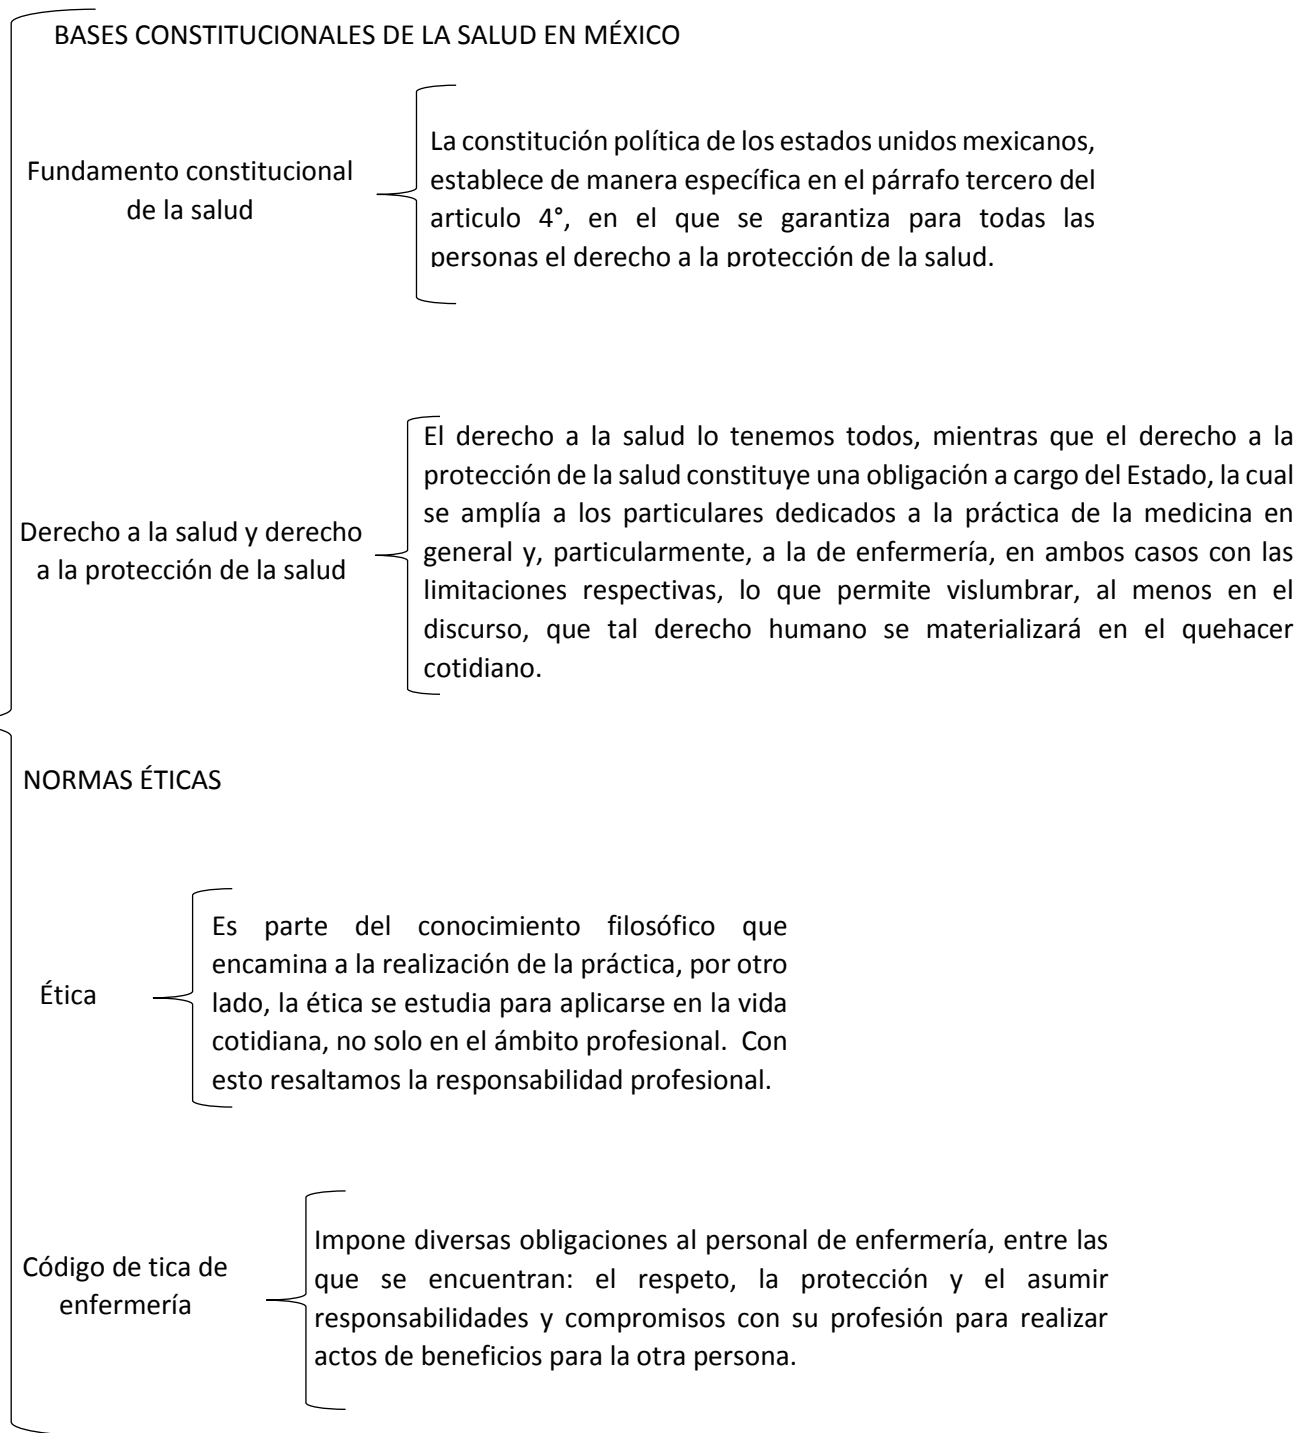 BASES CONSTITUCIONALES DE LA SALUD EN MÉXICO
Fundamento constitucional
de la salud
La constitución política de los estados unidos mexicanos,
establece de manera específica en el párrafo tercero del
articulo 4°, en el que se garantiza para todas las
personas el derecho a la protección de la salud.
Derecho a la salud y derecho
a la protección de la salud
El derecho a la salud lo tenemos todos, mientras que el derecho a la
protección de la salud constituye una obligación a cargo del Estado, la cual
se amplía a los particulares dedicados a la práctica de la medicina en
general y, particularmente, a la de enfermería, en ambos casos con las
limitaciones respectivas, lo que permite vislumbrar, al menos en el
discurso, que tal derecho humano se materializará en el quehacer
cotidiano.
NORMAS ÉTICAS
Ética
Es parte del conocimiento filosófico que
encamina a la realización de la práctica, por otro
lado, la ética se estudia para aplicarse en la vida
cotidiana, no solo en el ámbito profesional. Con
esto resaltamos la responsabilidad profesional.
Código de tica de
enfermería
Impone diversas obligaciones al personal de enfermería, entre las
que se encuentran: el respeto, la protección y el asumir
responsabilidades y compromisos con su profesión para realizar
actos de beneficios para la otra persona.